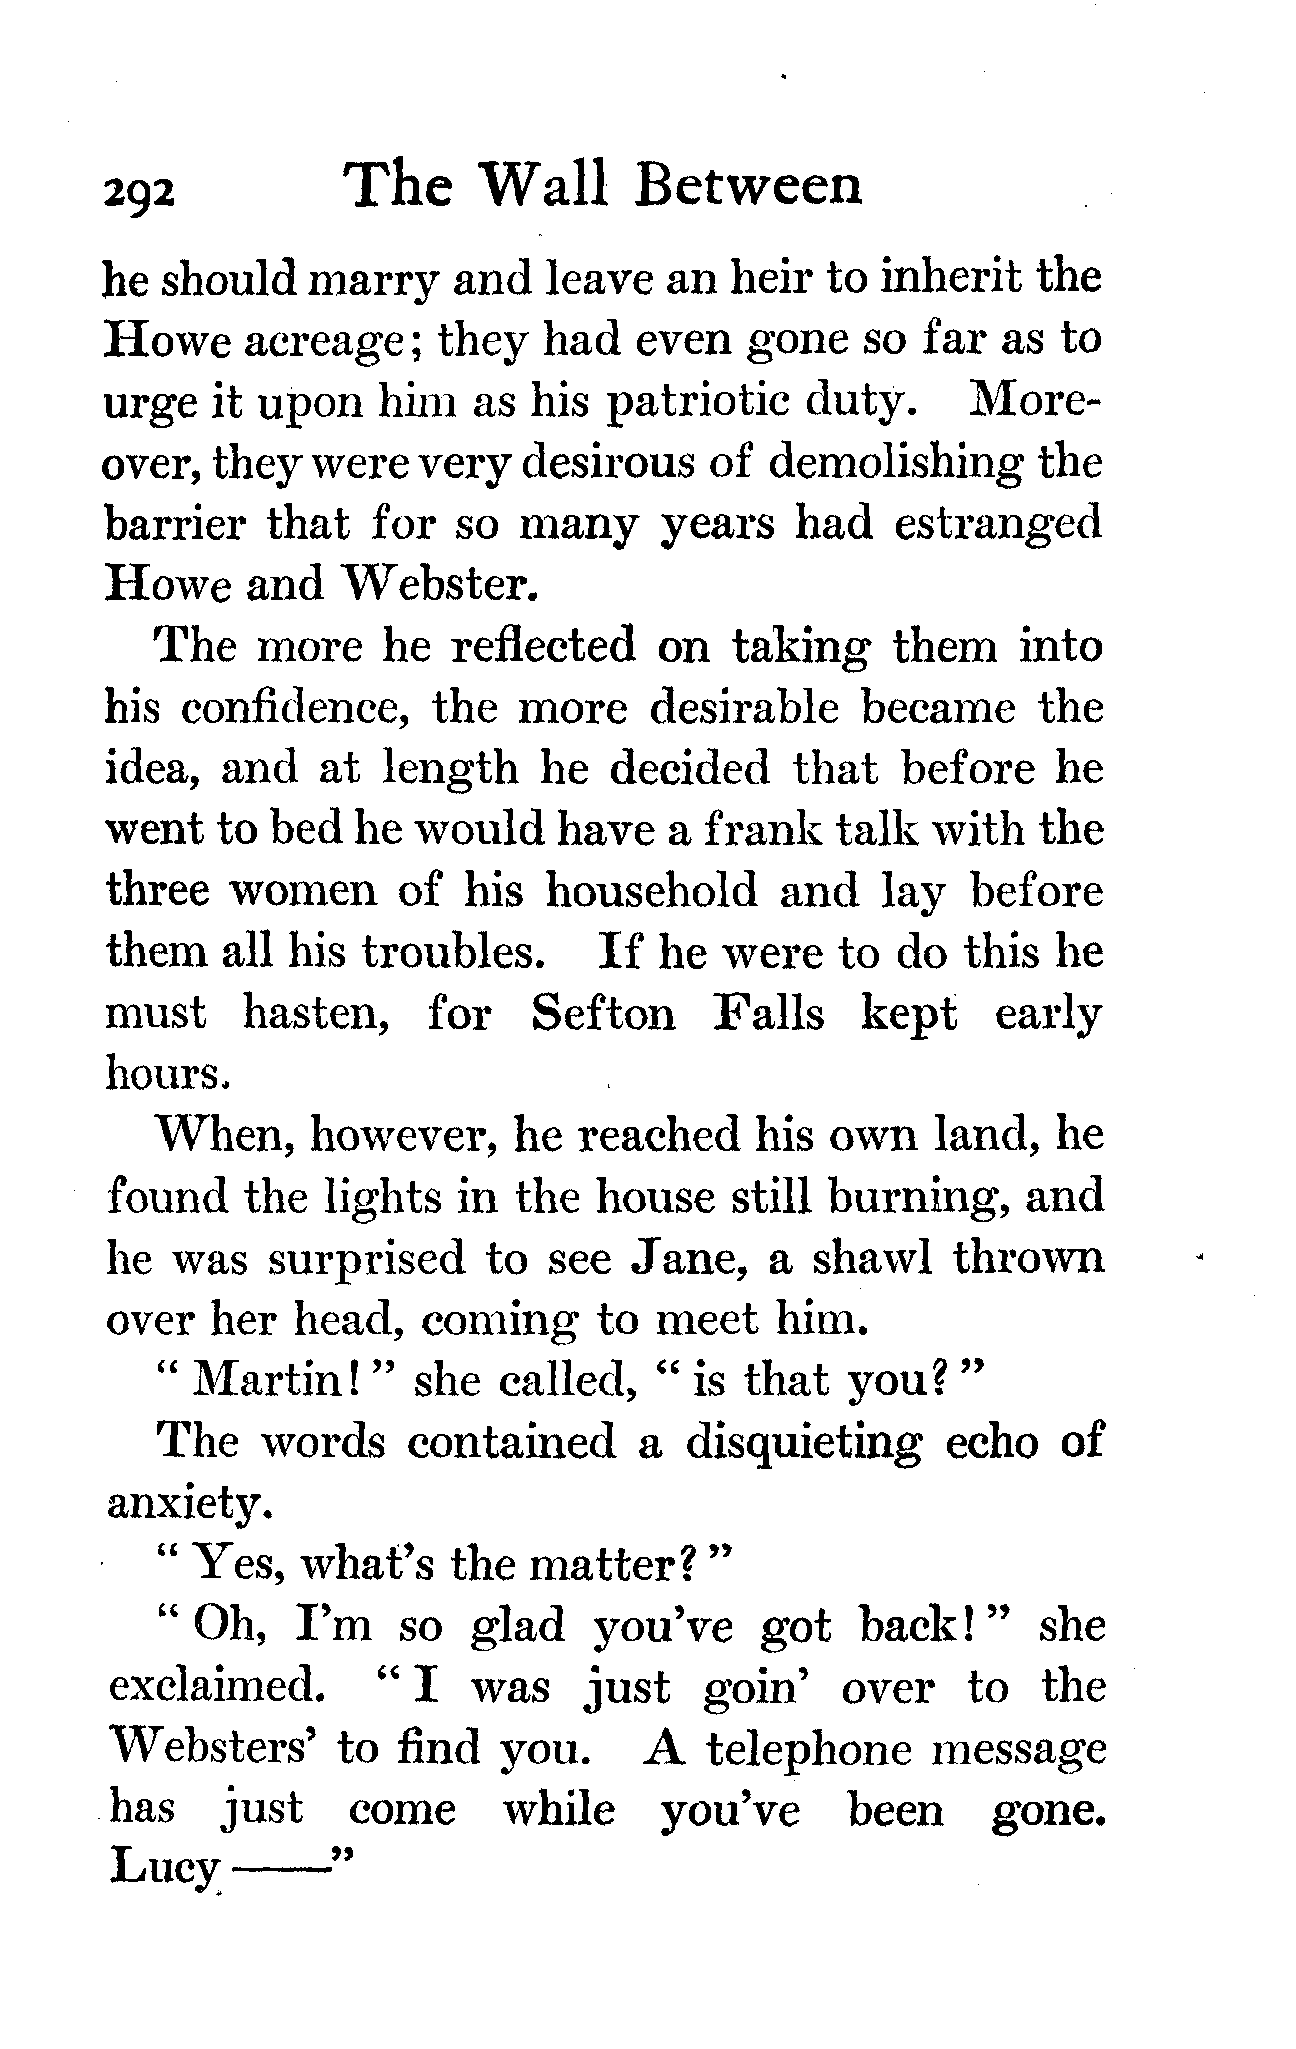 292 The Wall Between
he should marry and leave an heir to inherit the
Howe acreage; they had even gone so far as to
urge it upon him as his patriotic duty. More-
over, they were very desirous of demolishing the
barrier that for so many years had estranged
Howe and Webster.
The more he reflected on taking them into
his confidence, the more desirable became the
idea, and at length he decided that before he
went to bed he would have a frank talk with the
three women of his household and lay before
them all his troubles. If he were to do this he
must hasten, for Sefton Falls kept early
hours.
When, however, he reached his own land, he
found the lights in the house still burning, and
he was surprised to see Jane, a shawl thrown
over her head, coming to meet him.
“ Martin! ” she called, “ is that you? ”
The words contained a disquieting echo of
anxiety.
“ Yes, what’s the matter? ”
“ Oh, I’m so glad you’ve got back! ” she
exclaimed. “ I was just goin’ over to the
Websters’ to find you. A telephone message
has just come while you’ve been gone.
Lucy ——”